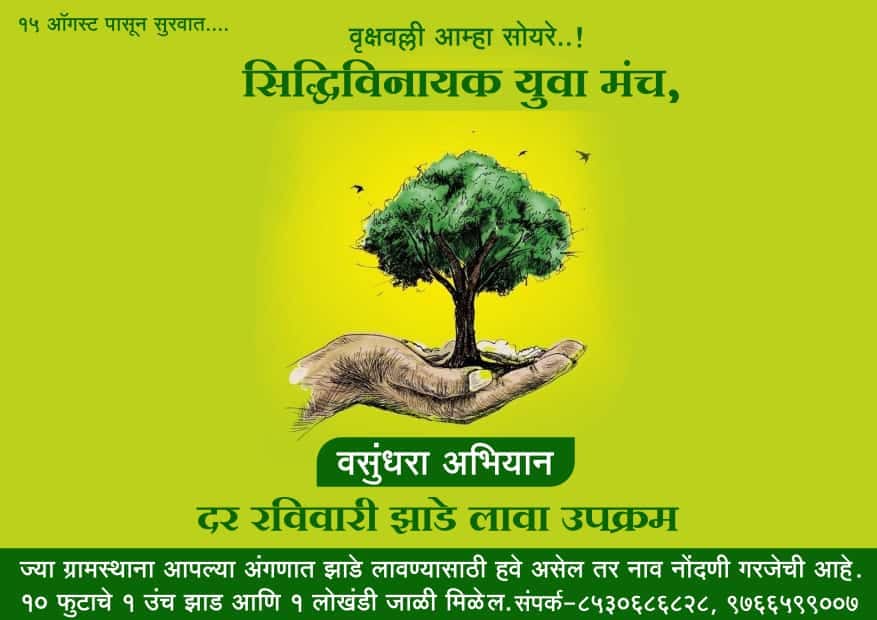 १५ ऑगस्ट पासून सुरवात....
वृक्षवल्ली आम्हा सोयरे..!
सिद्धिविनायक युवा मंच,
वसुंधरा अभियान
दर रविवारी झाडे लावा उपक्रम
ज्या ग्रामस्थाना आपल्या अंगणात झाडे लावण्यासाठी हवे असेल तर नाव नोंदणी गरजेची आहे.
१० फुटाचे १ उंच झाड आणि १ लोखंडी जाळी मिळेल.संपर्क-८५३०६८६८२८, ९७६६५९९००७